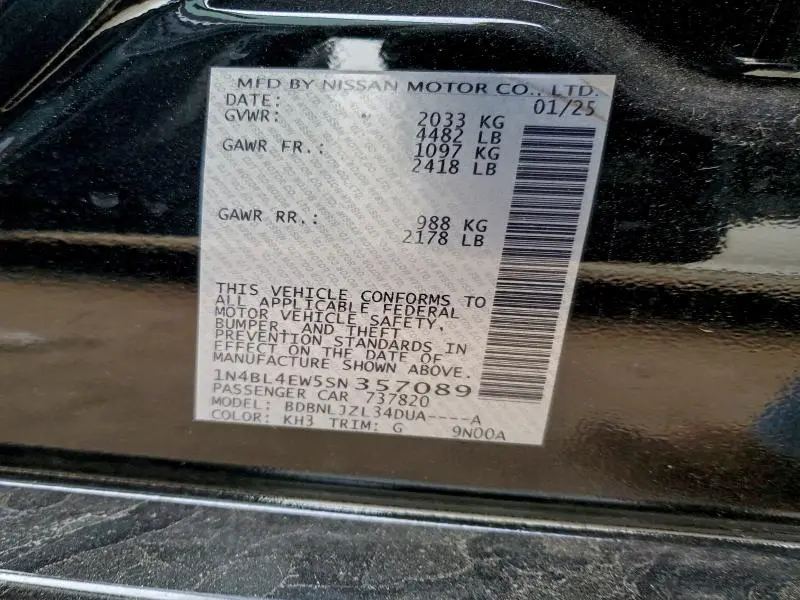 MFD BY NISSAN MOTOR CO., LTD.
DATE: 01/25
GVWR: 2033 KG
4482 LB
GAWR FR.: 1097 KG
2418 LB
GAWR RR.: 988 KG
2178 LB
THIS VEHICLE CONFORMS TO
ALL APPLICABLE FEDERAL
MOTOR VEHICLE SAFETY,
BUMPER, AND THEFT
PREVENTION STANDARDS IN
EFFECT ON THE DATE OF
MANUFACTURE SHOWN ABOVE.
1N4BL4EW5SN357089
PASSENGER CAR 737820
MODEL: BDBNLJZL34DUA----A
COLOR: KH3 TRIM: G 9N00A